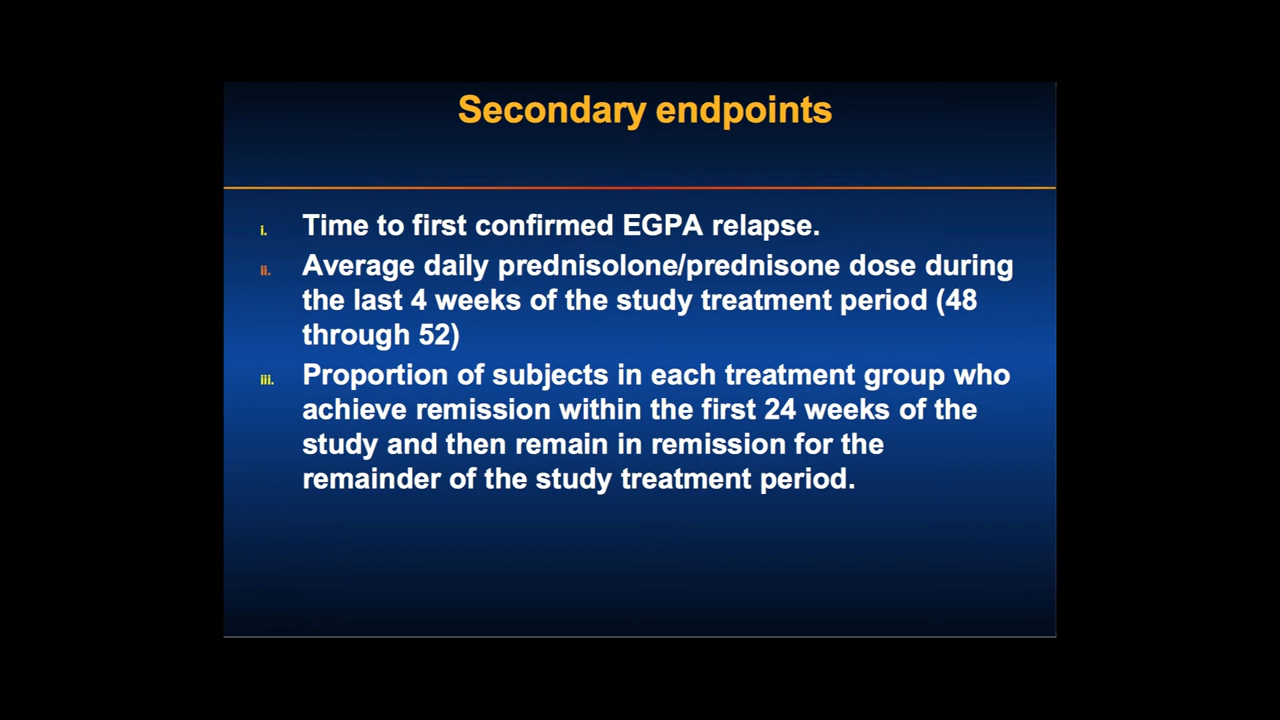 Secondary endpoints
i. Time to first confirmed EGPA relapse.
ii. Average daily prednisolone/prednisone dose during
the last 4 weeks of the study treatment period (48
through 52)
iii. Proportion of subjects in each treatment group who
achieve remission within the first 24 weeks of the
study and then remain in remission for the
remainder of the study treatment period.